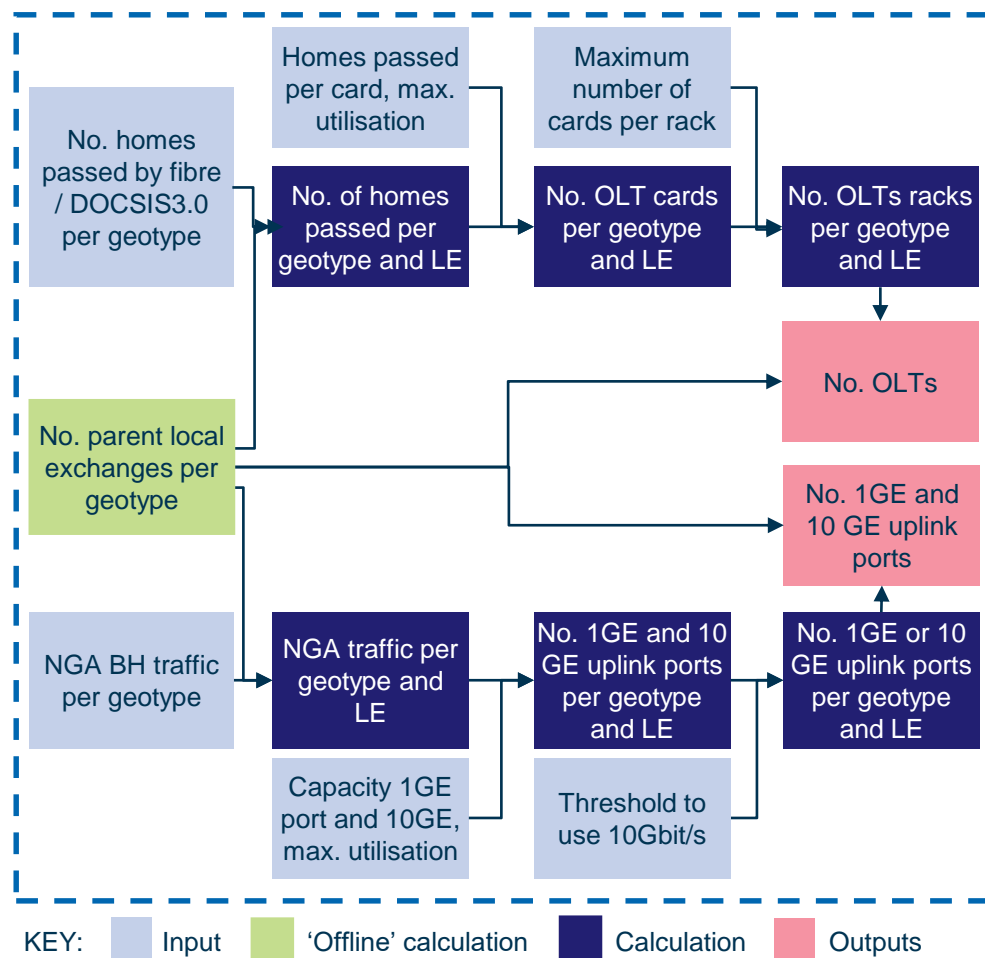 Homes passed
per card, max.
utilisation
Maximum
number of
cards per rack
No. homes
passed by fibre
/ DOCSIS3.0
per geotype
No. of homes
passed per
geotype and LE
No. OLT cards
per geotype
and LE
No. OLTs racks
per geotype
and LE
No. OLTs
No. parent local
exchanges per
geotype
No. 1GE and
10 GE uplink
ports
NGA BH traffic
per geotype
NGA traffic per
geotype and
LE
No. 1GE and 10
GE uplink ports
per geotype
and LE
No. 1GE or 10
GE uplink ports
per geotype
and LE
Capacity 1GE
port and 10GE,
max. utilisation
Threshold to
use 10Gbit/s
KEY:
Input
‘Offline’ calculation
Calculation
Outputs